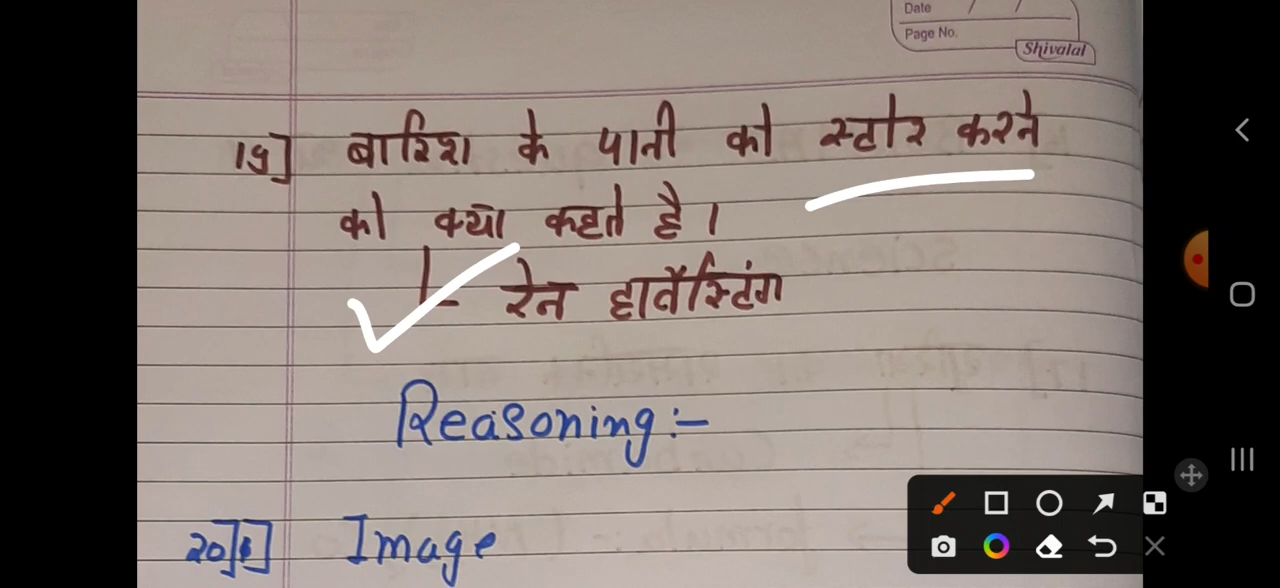 Date / /
Page No.
Shivalal
19] बारिश के पानी को स्टोर करने
को क्या कहते है।
रेन हार्वेस्टिंग
Reasoning:-
20] Image